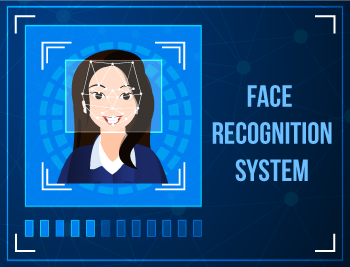 FACE
RECOGNITION
SYSTEM